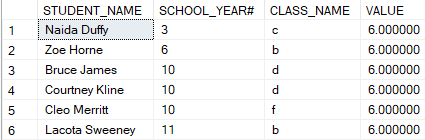 STUDENT_NAME SCHOOL_YEAR# CLASS_NAME VALUE
1 Naida Duffy 3 c 6.000000
2 Zoe Horne 6 b 6.000000
3 Bruce James 10 d 6.000000
4 Courtney Kline 10 d 6.000000
5 Cleo Merritt 10 f 6.000000
6 Lacota Sweeney 11 b 6.000000